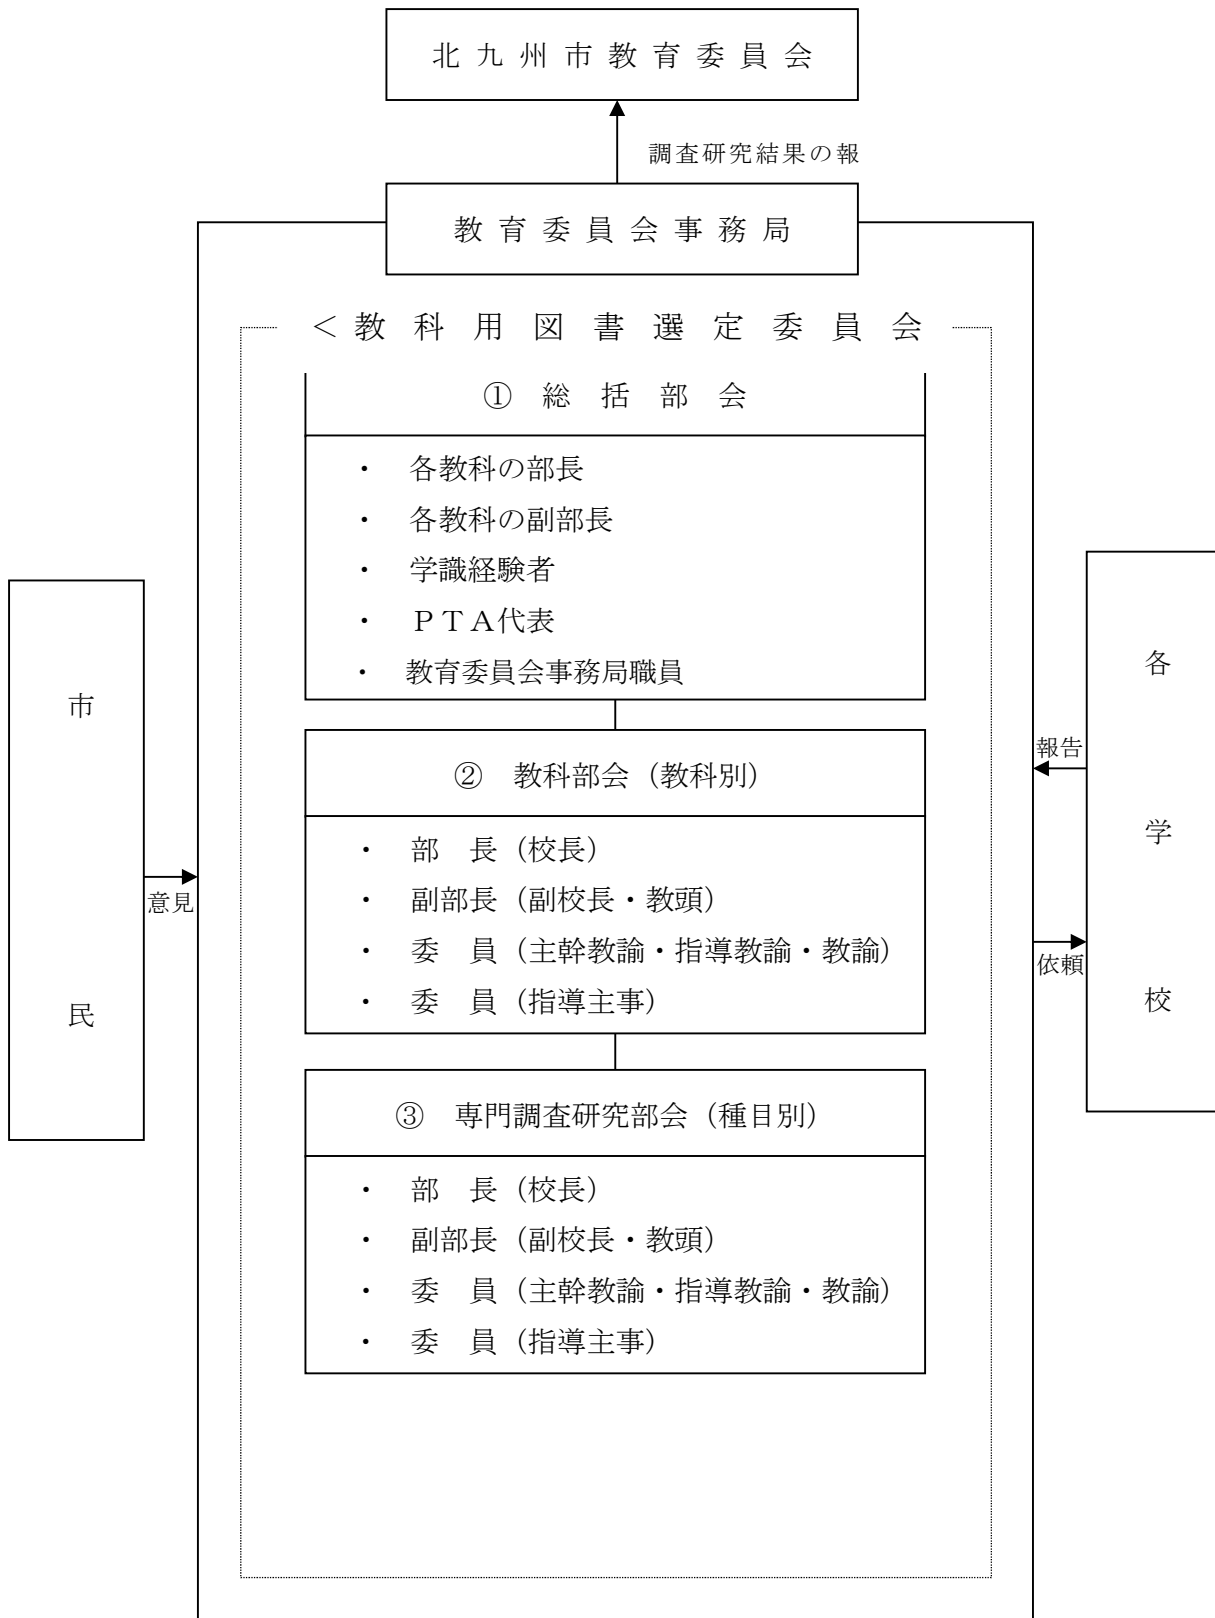 北九州市教育委員会
調査研究結果の報
教育委員会事務局
＜教科用図書選定委員会
① 総括部会
・ 各教科の部長
・ 各教科の副部長
・ 学識経験者
・ ＰＴＡ代表
・ 教育委員会事務局職員
② 教科部会（教科別）
・ 部　長（校長）
・ 副部長（副校長・教頭）
・ 委　員（主幹教諭・指導教諭・教諭）
・ 委　員（指導主事）
③ 専門調査研究部会（種目別）
・ 部　長（校長）
・ 副部長（副校長・教頭）
・ 委　員（主幹教諭・指導教諭・教諭）
・ 委　員（指導主事）
市民
意見
各学校
報告
依頼